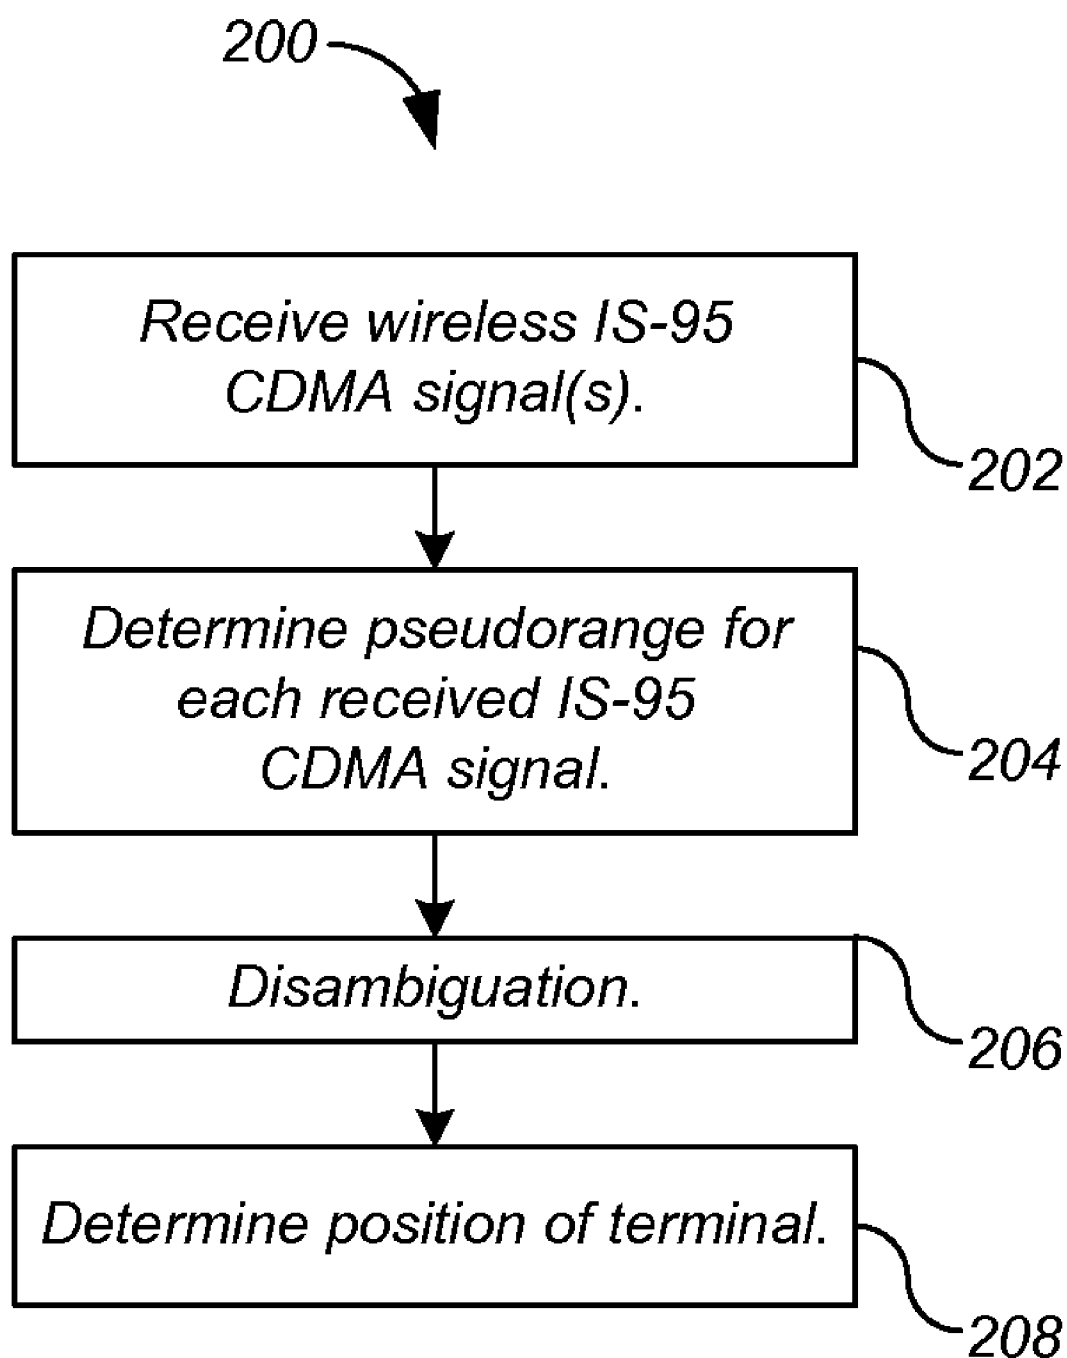 200
Receive wireless IS-95
CDMA signal(s).
202
Determine pseudorange for
each received IS-95
CDMA signal.
204
Disambiguation.
206
Determine position of terminal.
208